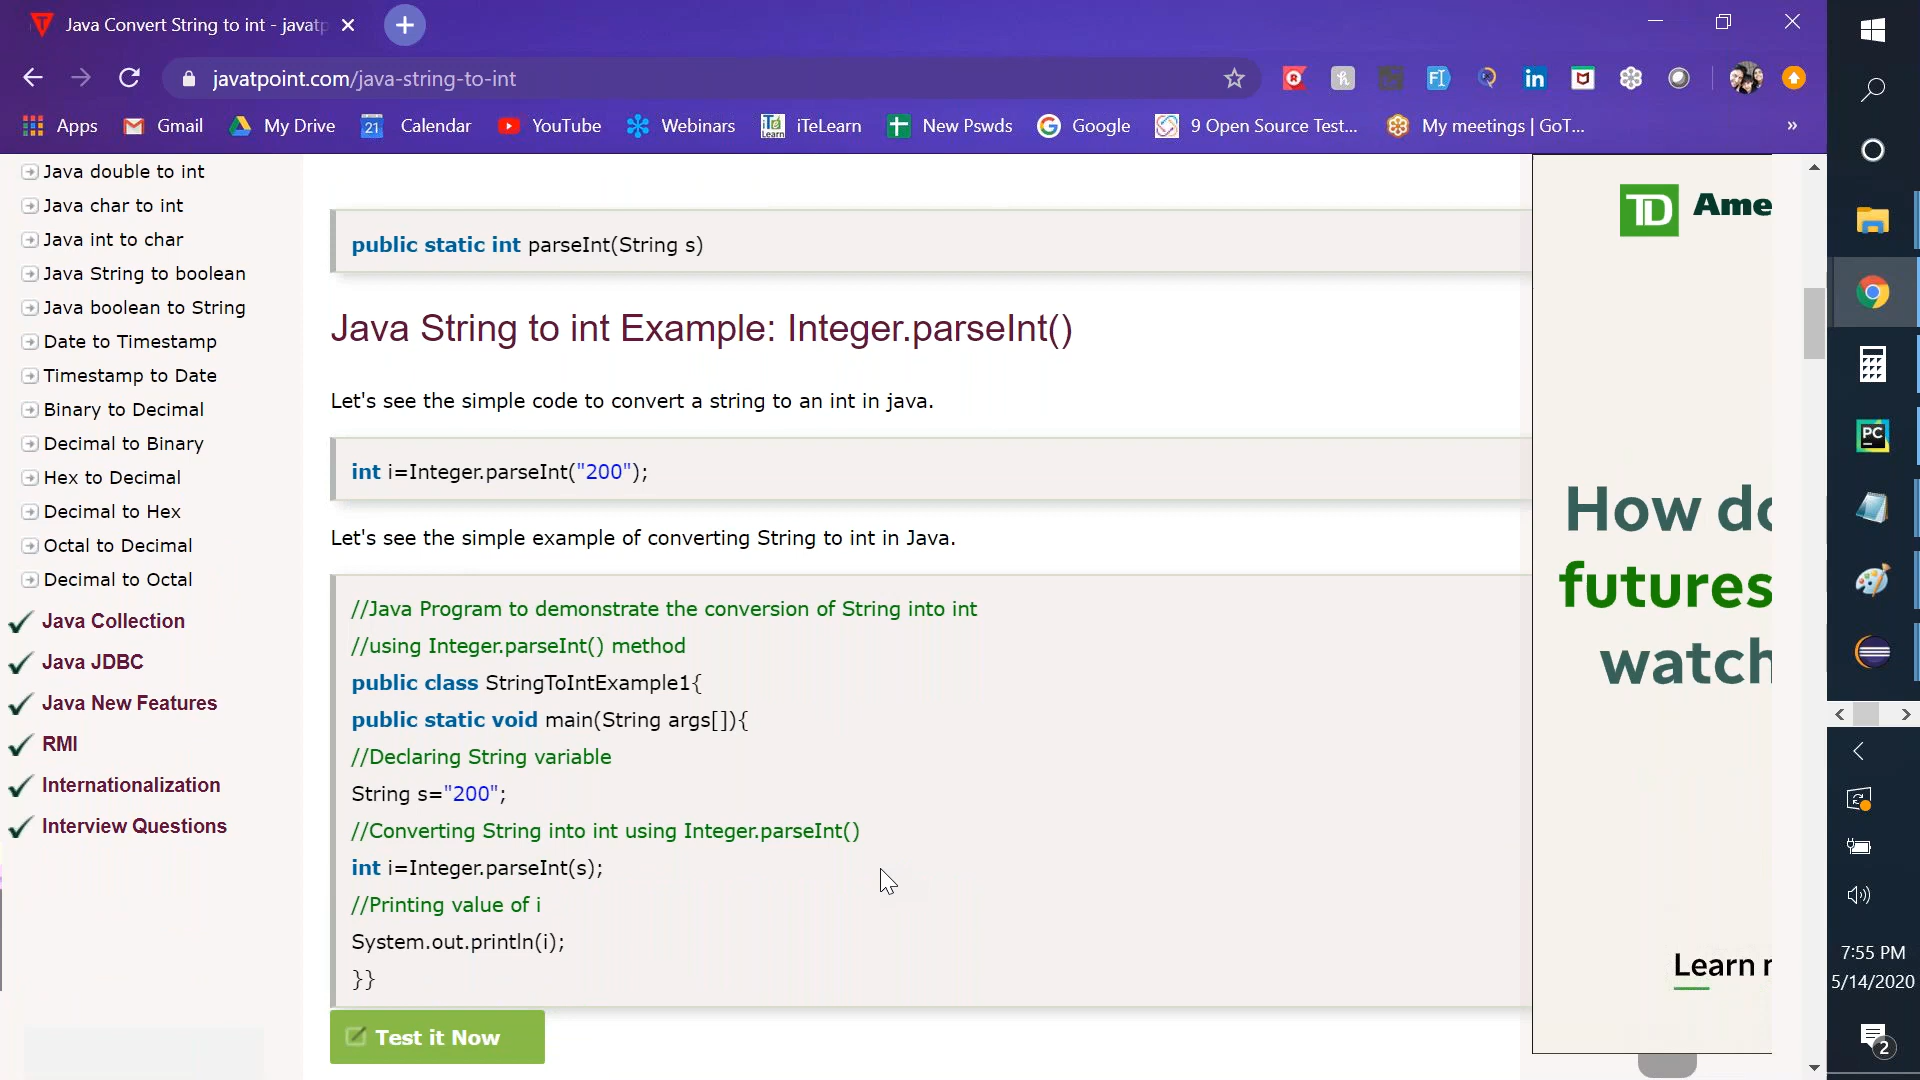 Java Convert String to int - javatp
javatpoint.com/java-string-to-int
Apps
Gmail
My Drive
21
Calendar
YouTube
Webinars
iTeLearn
New Pswds
Google
9 Open Source Test...
My meetings | GoT...
»
Java double to int
Java char to int
Java int to char
Java String to boolean
Java boolean to String
Date to Timestamp
Timestamp to Date
Binary to Decimal
Decimal to Binary
Hex to Decimal
Decimal to Hex
Octal to Decimal
Decimal to Octal
Java Collection
Java JDBC
Java New Features
RMI
Internationalization
Interview Questions
public static int parseInt(String s)
Java String to int Example: Integer.parseInt()
Let's see the simple code to convert a string to an int in java.
int i=Integer.parseInt("200");
Let's see the simple example of converting String to int in Java.
//Java Program to demonstrate the conversion of String into int
//using Integer.parseInt() method
public class StringToIntExample1{
public static void main(String args[]){
//Declaring String variable
String s="200";
//Converting String into int using Integer.parseInt()
int i=Integer.parseInt(s);
//Printing value of i
System.out.println(i);
}}
Test it Now
TD Ame
How do
futures
watch
Learn
PC
7:55 PM
5/14/2020
2